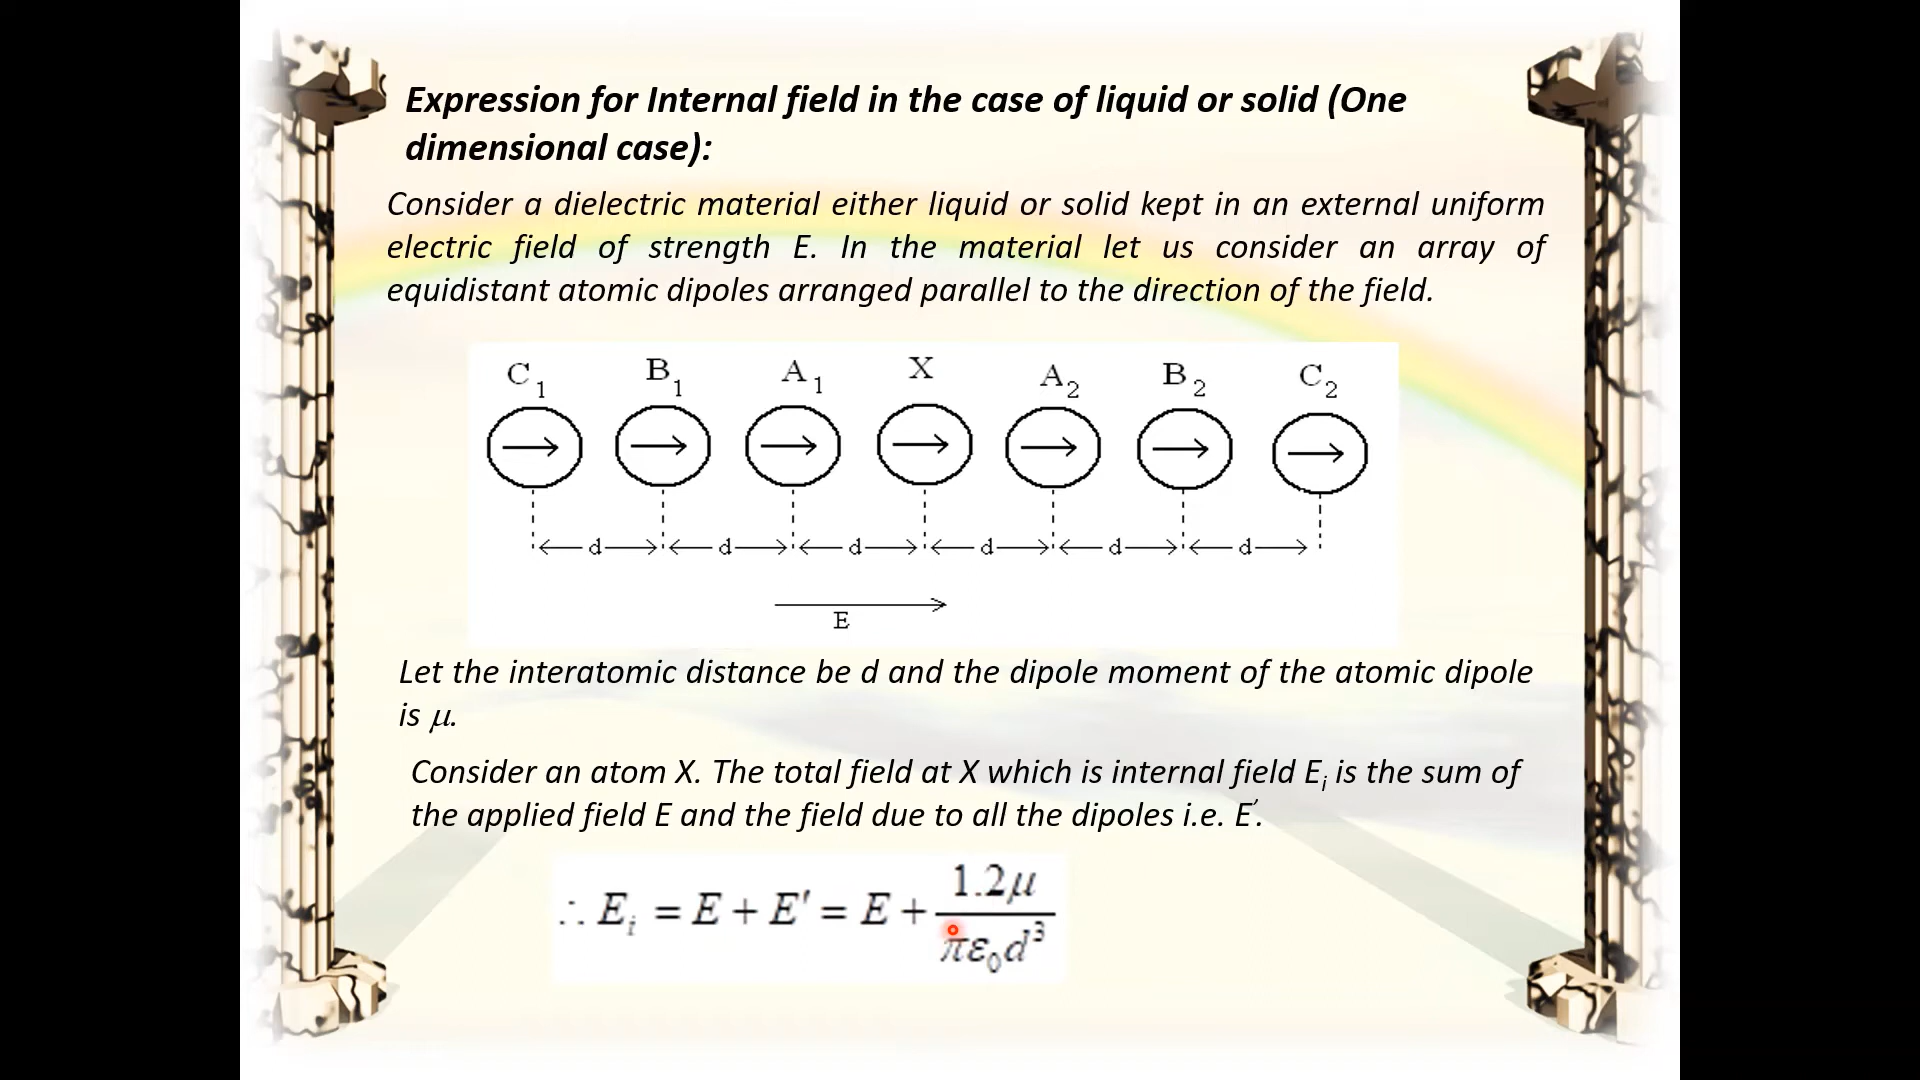 Expression for Internal field in the case of liquid or solid (One
dimensional case):
Consider a dielectric material either liquid or solid kept in an external uniform
electric field of strength E. In the material let us consider an array of
equidistant atomic dipoles arranged parallel to the direction of the field.
C₁ B₁ A₁ X A₂ B₂ C₂
d d d d d d
E
Let the interatomic distance be d and the dipole moment of the atomic dipole
is μ.
Consider an atom X. The total field at X which is internal field Eᵢ is the sum of
the applied field E and the field due to all the dipoles i.e. E′.
∴ Eᵢ = E + E′ = E + 1.2μ / πε₀d³